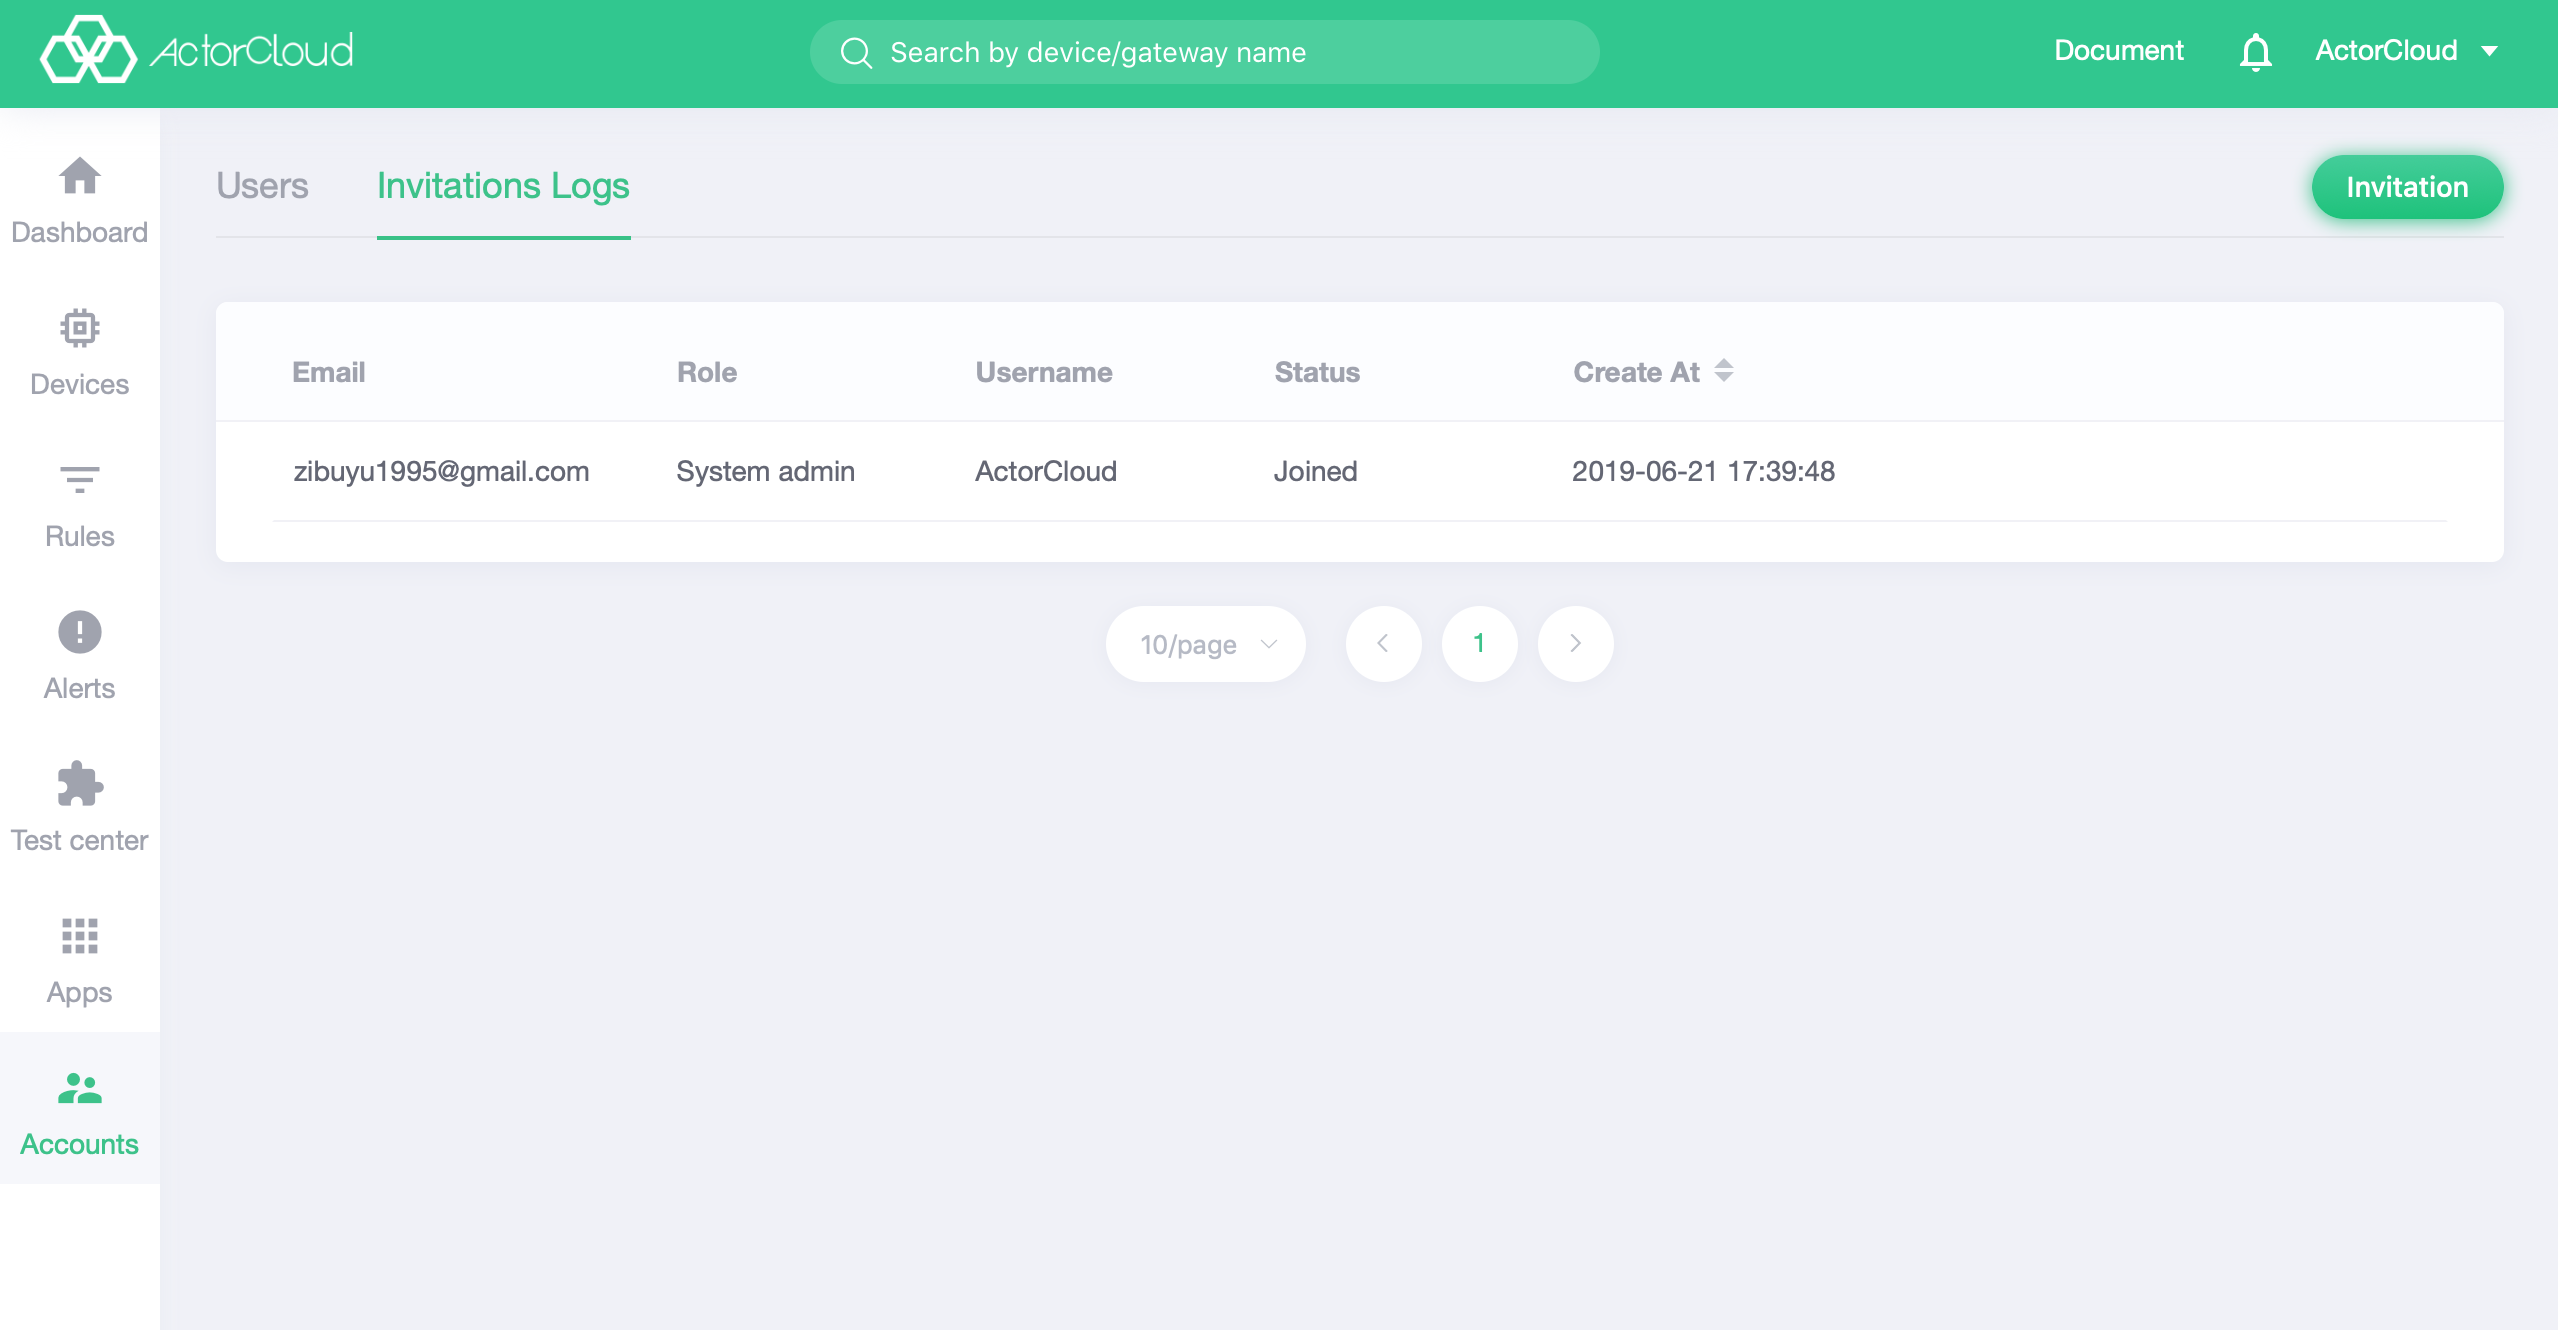 ActorCloud
Search by device/gateway name
Document
ActorCloud
Dashboard
Devices
Rules
Alerts
Test center
Apps
Accounts
Users
Invitations Logs
Invitation
Email Role Username Status Create At
zibuyu1995@gmail.com System admin ActorCloud Joined 2019-06-21 17:39:48
10/page
1